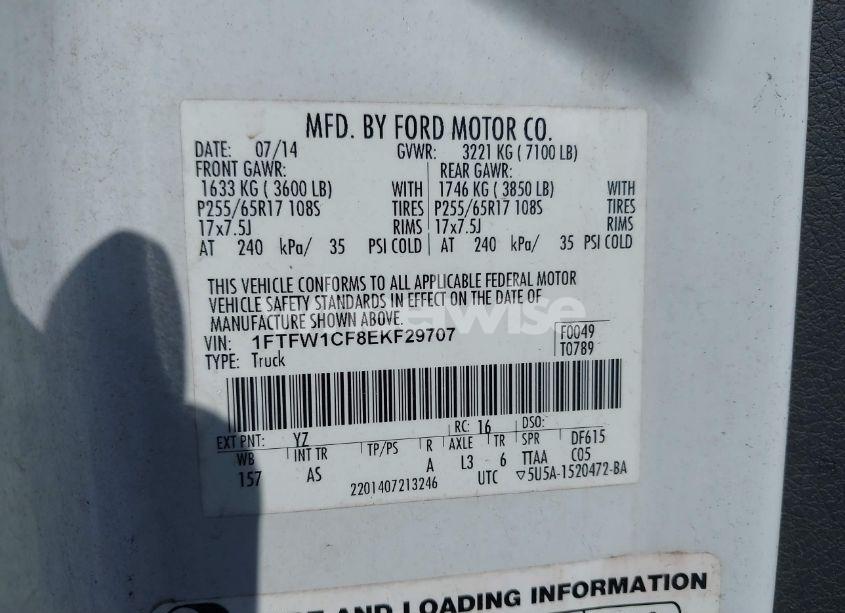 MFD. BY FORD MOTOR CO.
DATE: 07/14 GVWR: 3221 KG ( 7100 LB)
FRONT GAWR: REAR GAWR:
1633 KG ( 3600 LB) WITH 1746 KG ( 3850 LB) WITH
P255/65R17 108S TIRES P255/65R17 108S TIRES
17x7.5J RIMS 17x7.5J RIMS
AT 240 kPa/ 35 PSI COLD AT 240 kPa/ 35 PSI COLD
THIS VEHICLE CONFORMS TO ALL APPLICABLE FEDERAL MOTOR
VEHICLE SAFETY STANDARDS IN EFFECT ON THE DATE OF
MANUFACTURE SHOWN ABOVE.
VIN: 1FTFW1CF8EKF29707 F0049
TYPE: Truck T0789
EXT PNT: YZ RC: 16 DSO:
WB INT TR TP/PS R AXLE TR SPR DF615
157 AS A L3 6 TTAA C05
2201407213246 UTC ▽5U5A-1520472-BA
AND LOADING INFORMATION